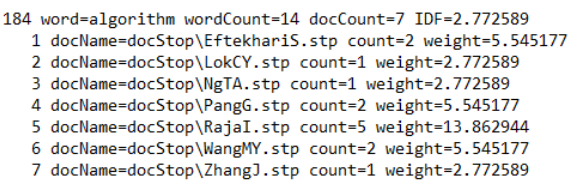 184 word=algorithm wordCount=14 docCount=7 IDF=2.772589
1 docName=docStop\EftekhariS.stp count=2 weight=5.545177
2 docName=docStop\LokCY.stp count=1 weight=2.772589
3 docName=docStop\NgTA.stp count=1 weight=2.772589
4 docName=docStop\PangG.stp count=2 weight=5.545177
5 docName=docStop\RajaI.stp count=5 weight=13.862944
6 docName=docStop\WangMY.stp count=2 weight=5.545177
7 docName=docStop\ZhangJ.stp count=1 weight=2.772589